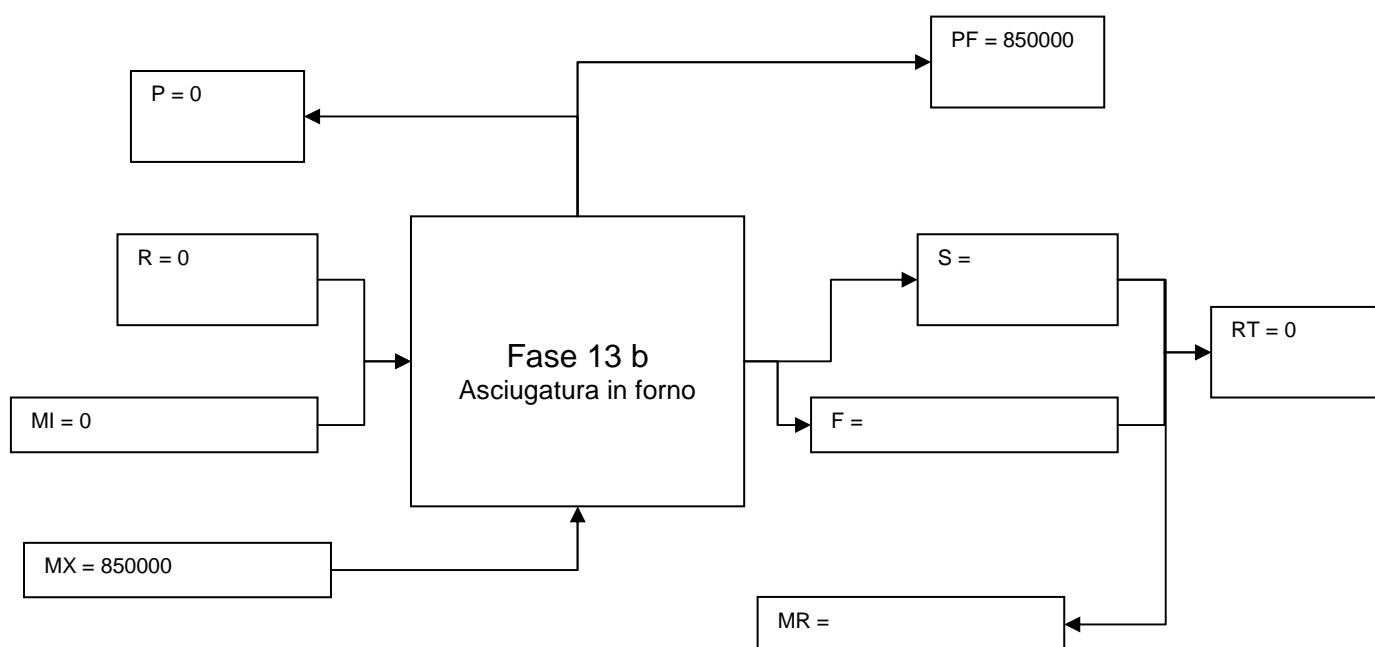 PF = 850000
P = 0
R = 0
S =
RT = 0
Fase 13 b
Asciugatura in forno
MI = 0
F =
MX = 850000
MR =